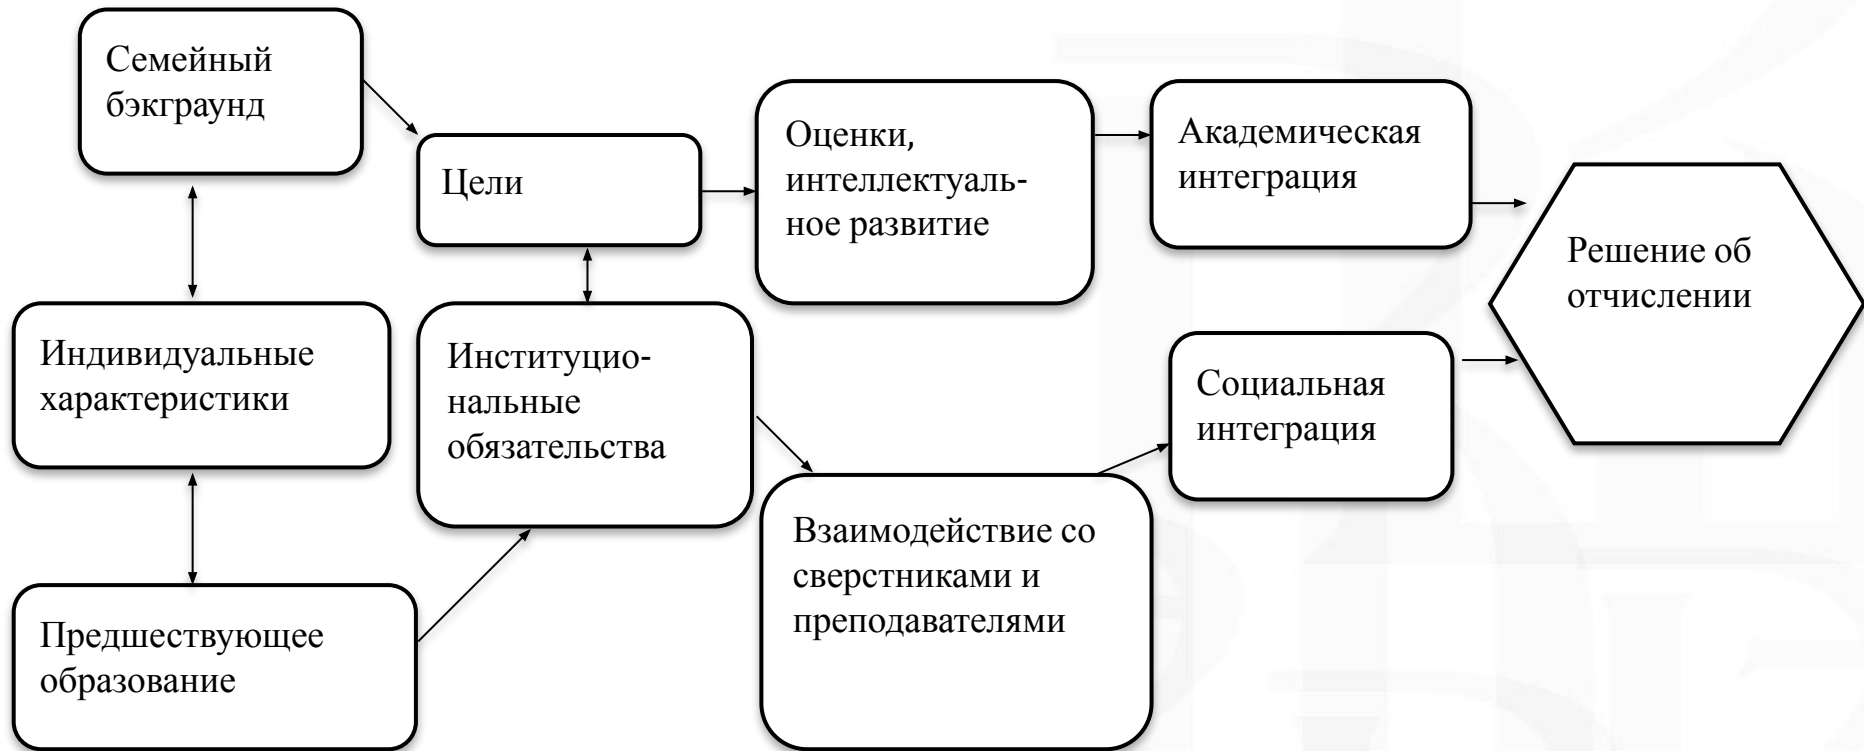 Семейный
бэкграунд
Цели
Оценки,
интеллектуаль-
ное развитие
Академическая
интеграция
Решение об
отчислении
Индивидуальные
характеристики
Институцио-
нальные
обязательства
Социальная
интеграция
Взаимодействие со
сверстниками и
преподавателями
Предшествующее
образование